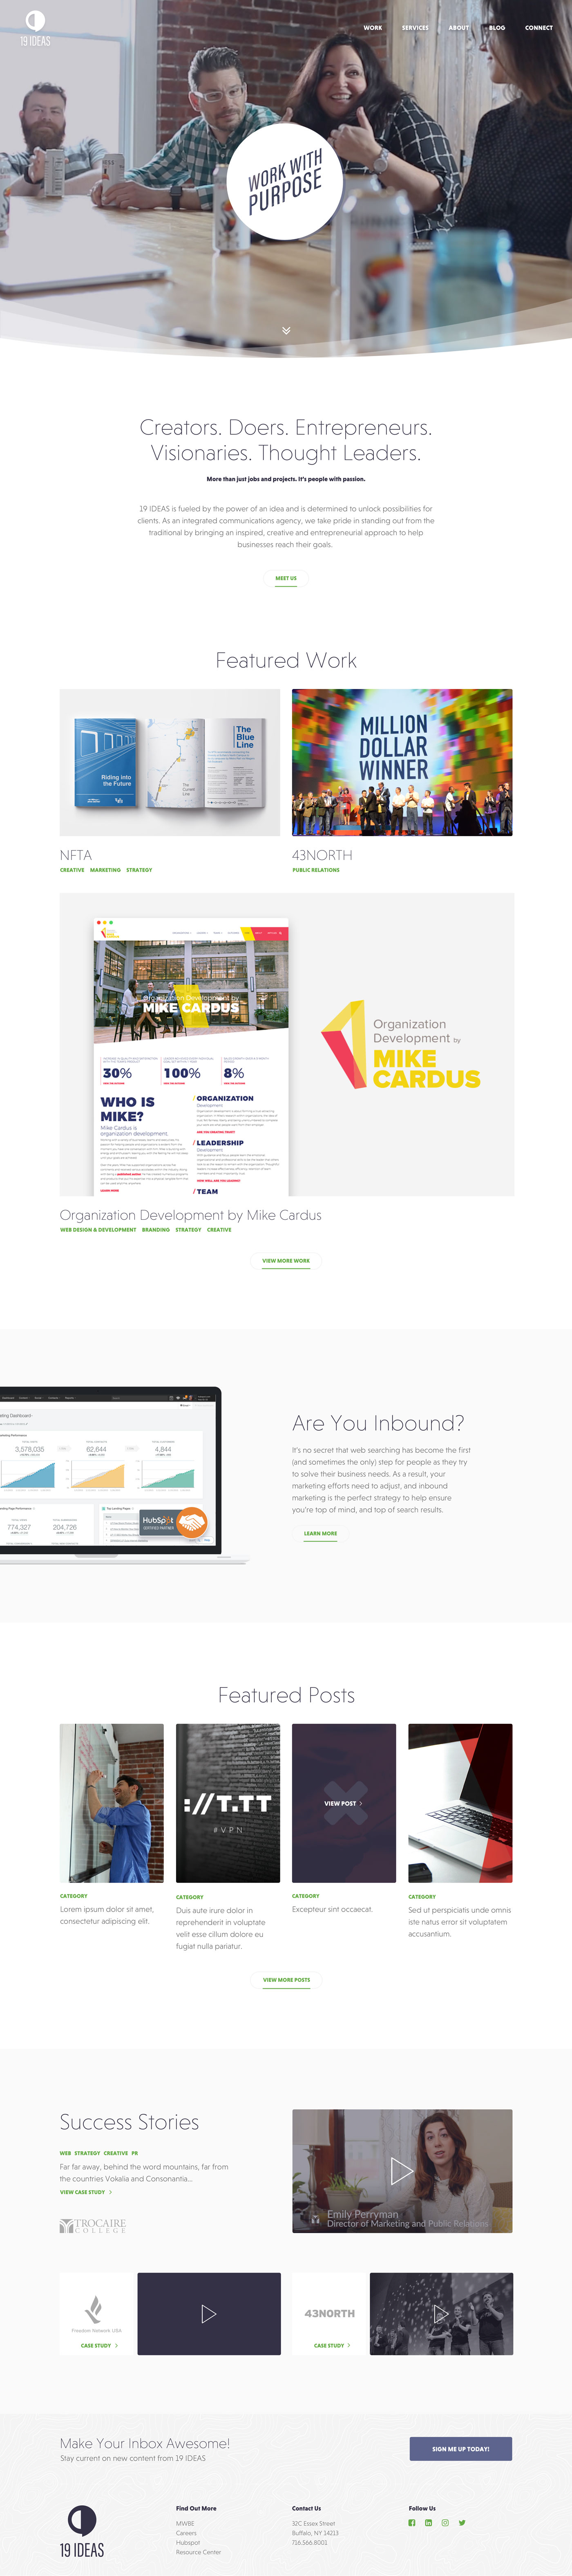 19 IDEAS
WORK SERVICES ABOUT BLOG CONNECT
WORK WITH
PURPOSE
Creators. Doers. Entrepreneurs.
Visionaries. Thought Leaders.
More than just jobs and projects. It's people with passion.
19 IDEAS is fueled by the power of an idea and is determined to unlock possibilities for
clients. As an integrated communications agency, we take pride in standing out from the
traditional by bringing an inspired, creative and entrepreneurial approach to help
businesses reach their goals.
MEET US
Featured Work
Riding into
the Future
The
Blue
Line
MILLION
DOLLAR
WINNER
NFTA
CREATIVE MARKETING STRATEGY
43NORTH
PUBLIC RELATIONS
Organization Development by
MIKE CARDUS
30% 100% 8%
WHO IS
MIKE?
Mike Cardus is
organization development.
/ ORGANIZATION
Development
/ LEADERSHIP
Development
/ TEAM
Organization
Development by
MIKE
CARDUS
Organization Development by Mike Cardus
WEB DESIGN & DEVELOPMENT BRANDING STRATEGY CREATIVE
VIEW MORE WORK
3,578,035 62,644 4,844
774,327 204,726
HubSpot
CERTIFIED PARTNER
Are You Inbound?
It's no secret that web searching has become the first
(and sometimes the only) step for people as they try
to solve their business needs. As a result, your
marketing efforts need to adjust, and inbound
marketing is the perfect strategy to help ensure
you're top of mind, and top of search results.
LEARN MORE
Featured Posts
://T.TT
#VPN
VIEW POST >
CATEGORY
Lorem ipsum dolor sit amet,
consectetur adipiscing elit.
CATEGORY
Duis aute irure dolor in
reprehenderit in voluptate
velit esse cillum dolore eu
fugiat nulla pariatur.
CATEGORY
Excepteur sint occaecat.
CATEGORY
Sed ut perspiciatis unde omnis
iste natus error sit voluptatem
accusantium.
VIEW MORE POSTS
Success Stories
WEB STRATEGY CREATIVE PR
Far far away, behind the word mountains, far from
the countries Vokalia and Consonantia...
VIEW CASE STUDY >
TROCAIRE
COLLEGE
Emily Perryman
Director of Marketing and Public Relations
Freedom Network USA
CASE STUDY >
43NORTH
CASE STUDY >
Make Your Inbox Awesome!
Stay current on new content from 19 IDEAS
SIGN ME UP TODAY!
19 IDEAS
Find Out More
MWBE
Careers
Hubspot
Resource Center
Contact Us
32C Essex Street
Buffalo, NY 14213
716.566.8001
Follow Us